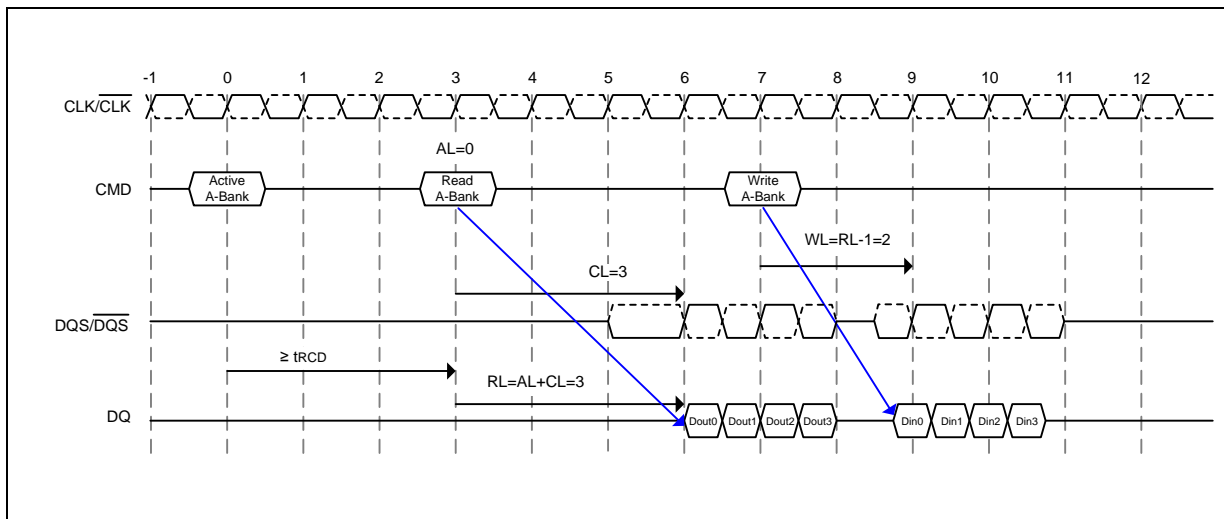 -1 0 1 2 3 4 5 6 7 8 9 10 11 12
CLK/C̅L̅K̅
AL=0
CMD
Active
A-Bank
Read
A-Bank
Write
A-Bank
WL=RL-1=2
CL=3
DQS/D̅Q̅S̅
≥ tRCD
RL=AL+CL=3
DQ
Dout0 Dout1 Dout2 Dout3 Din0 Din1 Din2 Din3